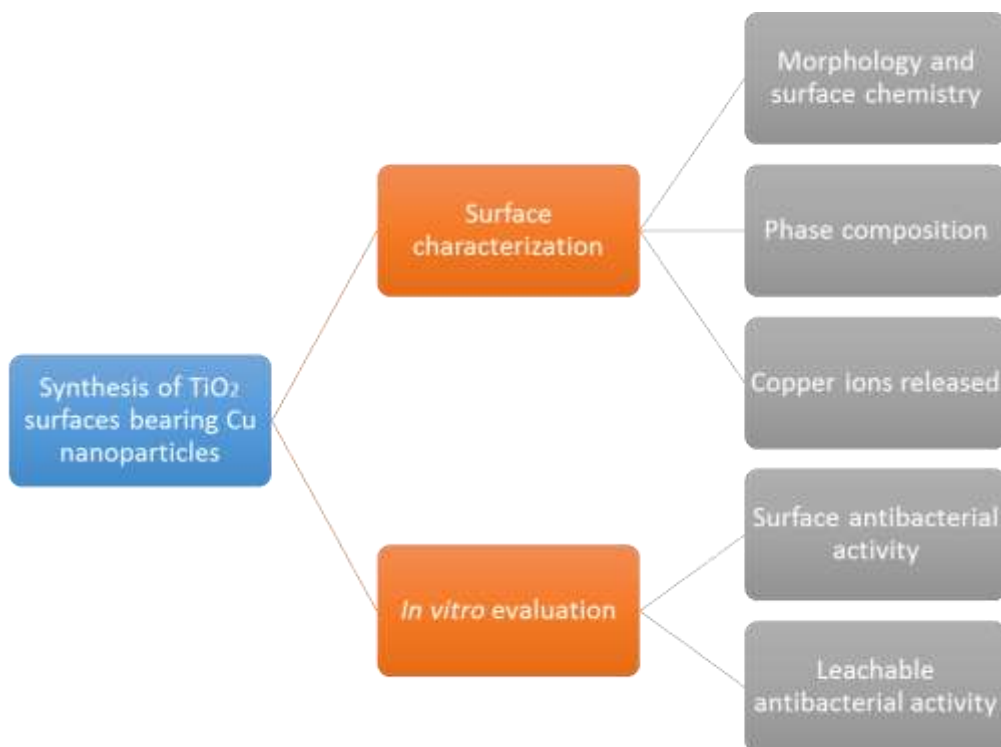 Morphology and
surface chemistry
Surface
characterization
Phase composition
Copper ions released
Synthesis of TiO2
surfaces bearing Cu
nanoparticles
Surface antibacterial
activity
In vitro evaluation
Leachable
antibacterial activity